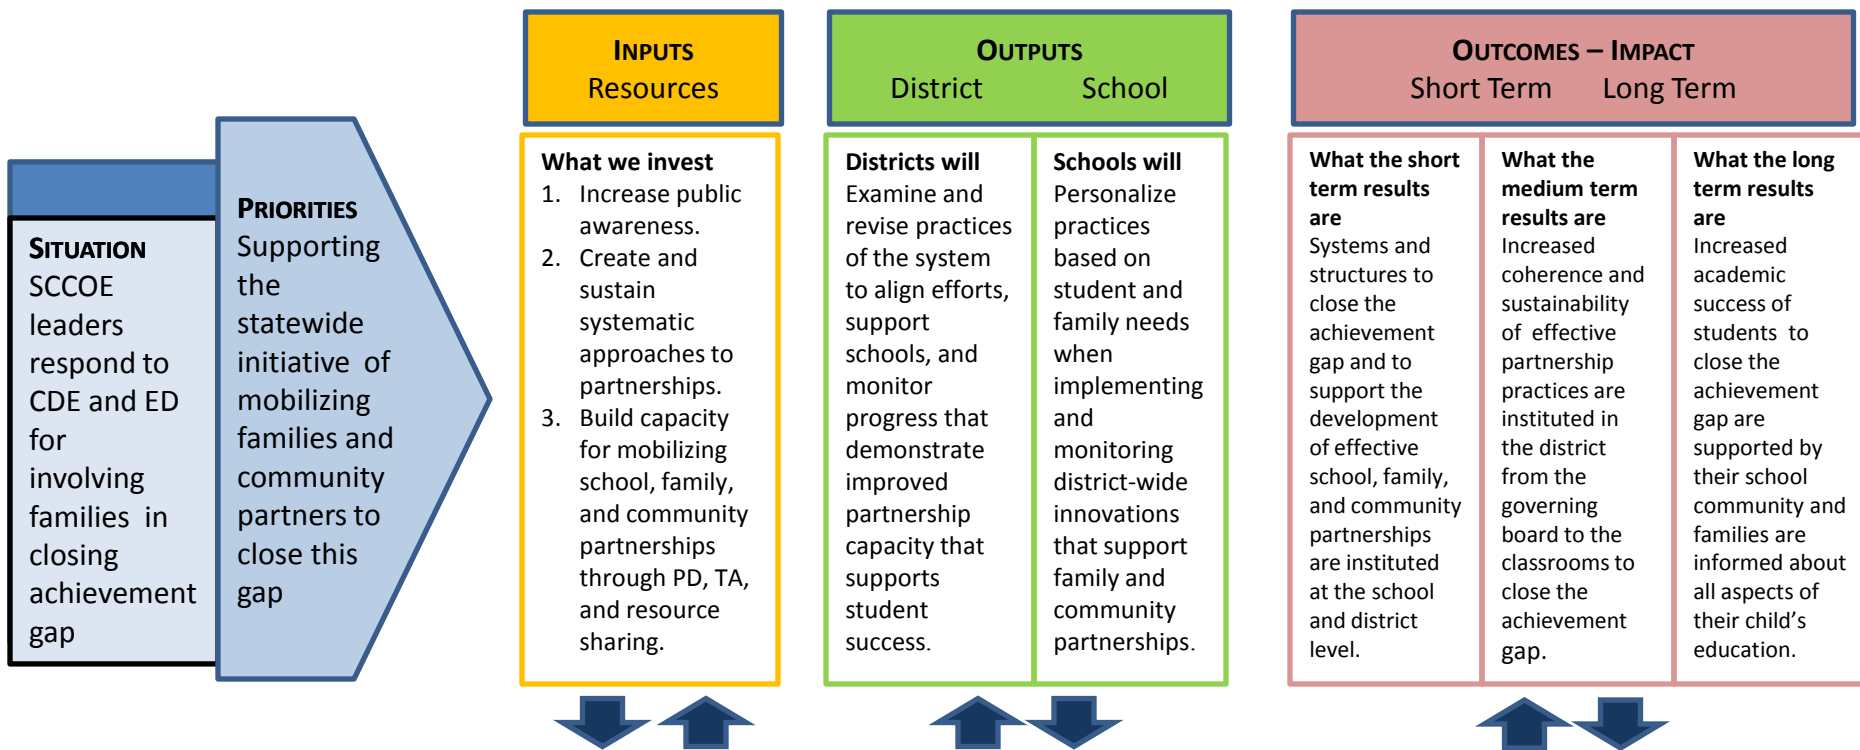 SITUATION
SCCOE
leaders
respond to
CDE and ED
for
involving
families in
closing
achievement
gap
PRIORITIES
Supporting
the
statewide
initiative of
mobilizing
families and
community
partners to
close this
gap
INPUTS
Resources
What we invest
1. Increase public
awareness.
2. Create and
sustain
systematic
approaches to
partnerships.
3. Build capacity
for mobilizing
school, family,
and community
partnerships
through PD, TA,
and resource
sharing.
OUTPUTS
District School
Districts will
Examine and
revise practices
of the system
to align efforts,
support
schools, and
monitor
progress that
demonstrate
improved
partnership
capacity that
supports
student
success.
Schools will
Personalize
practices
based on
student and
family needs
when
implementing
and
monitoring
district-wide
innovations
that support
family and
community
partnerships.
OUTCOMES – IMPACT
Short Term Long Term
What the short
term results
are
Systems and
structures to
close the
achievement
gap and to
support the
development
of effective
school, family,
and community
partnerships
are instituted
at the school
and district
level.
What the
medium term
results are
Increased
coherence and
sustainability
of effective
partnership
practices are
instituted in
the district
from the
governing
board to the
classrooms to
close the
achievement
gap.
What the long
term results
are
Increased
academic
success of
students to
close the
achievement
gap are
supported by
their school
community and
families are
informed about
all aspects of
their child’s
education.